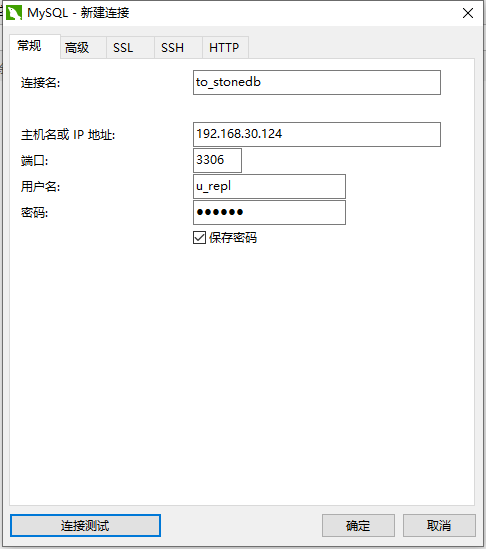 MySQL - 新建连接
常规 高级 SSL SSH HTTP
连接名: to_stonedb
主机名或 IP 地址: 192.168.30.124
端口: 3306
用户名: u_repl
密码: ●●●●●●
保存密码
连接测试 确定 取消